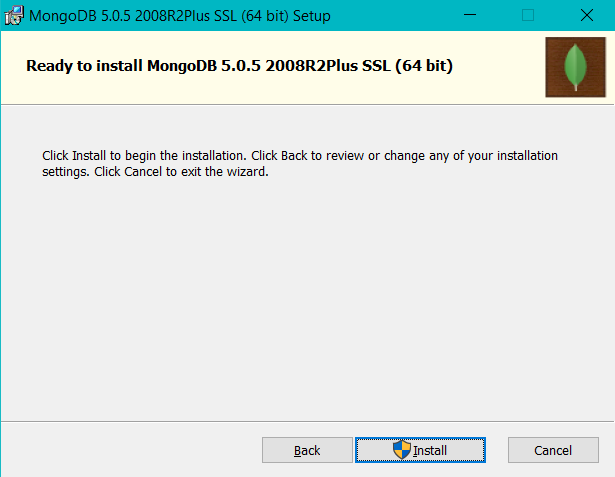 MongoDB 5.0.5 2008R2Plus SSL (64 bit) Setup
Ready to install MongoDB 5.0.5 2008R2Plus SSL (64 bit)
Click Install to begin the installation. Click Back to review or change any of your installation
settings. Click Cancel to exit the wizard.
Back Install Cancel